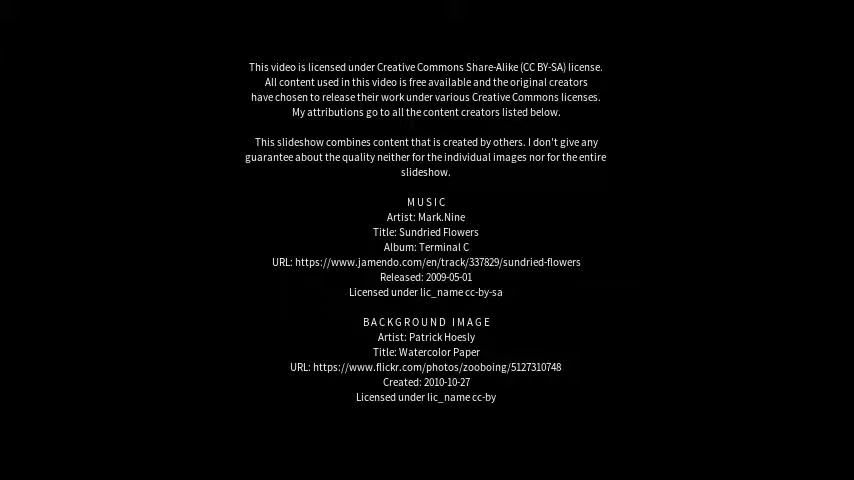 This video is licensed under Creative Commons Share-Alike (CC BY-SA) license.
All content used in this video is free available and the original creators
have chosen to release their work under various Creative Commons licenses.
My attributions go to all the content creators listed below.
This slideshow combines content that is created by others. I don't give any
guarantee about the quality neither for the individual images nor for the entire
slideshow.
M U S I C
Artist: Mark.Nine
Title: Sundried Flowers
Album: Terminal C
URL: https://www.jamendo.com/en/track/337829/sundried-flowers
Released: 2009-05-01
Licensed under lic_name cc-by-sa
B A C K G R O U N D   I M A G E
Artist: Patrick Hoesly
Title: Watercolor Paper
URL: https://www.flickr.com/photos/zooboing/5127310748
Created: 2010-10-27
Licensed under lic_name cc-by